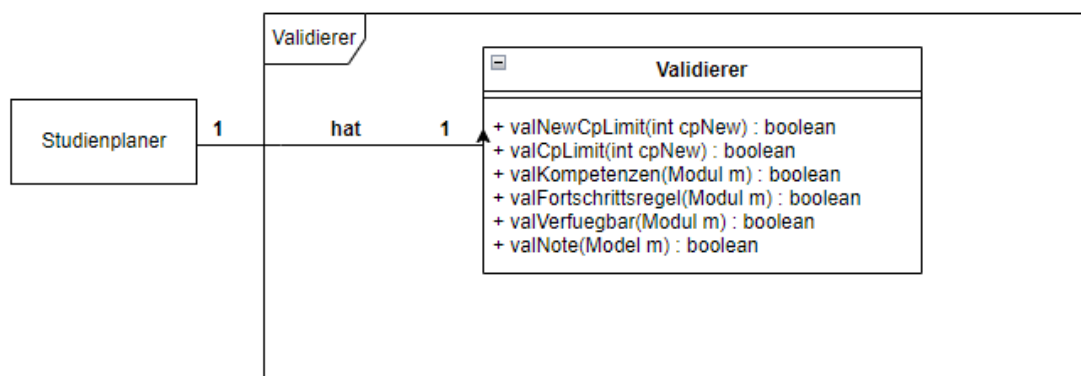 Validierer
Validierer
Studienplaner
1
hat
1
+ valNewCpLimit(int cpNew) : boolean
+ valCpLimit(int cpNew) : boolean
+ valKompetenzen(Modul m) : boolean
+ valFortschrittsregel(Modul m) : boolean
+ valVerfuegbar(Modul m) : boolean
+ valNote(Model m) : boolean